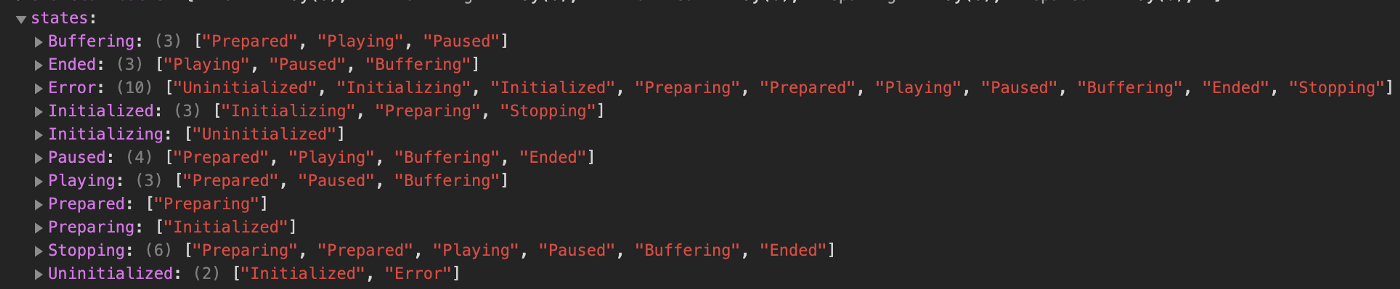 states:
Buffering: (3) ["Prepared", "Playing", "Paused"]
Ended: (3) ["Playing", "Paused", "Buffering"]
Error: (10) ["Uninitialized", "Initializing", "Initialized", "Preparing", "Prepared", "Playing", "Paused", "Buffering", "Ended", "Stopping"]
Initialized: (3) ["Initializing", "Preparing", "Stopping"]
Initializing: ["Uninitialized"]
Paused: (4) ["Prepared", "Playing", "Buffering", "Ended"]
Playing: (3) ["Prepared", "Paused", "Buffering"]
Prepared: ["Preparing"]
Preparing: ["Initialized"]
Stopping: (6) ["Preparing", "Prepared", "Playing", "Paused", "Buffering", "Ended"]
Uninitialized: (2) ["Initialized", "Error"]